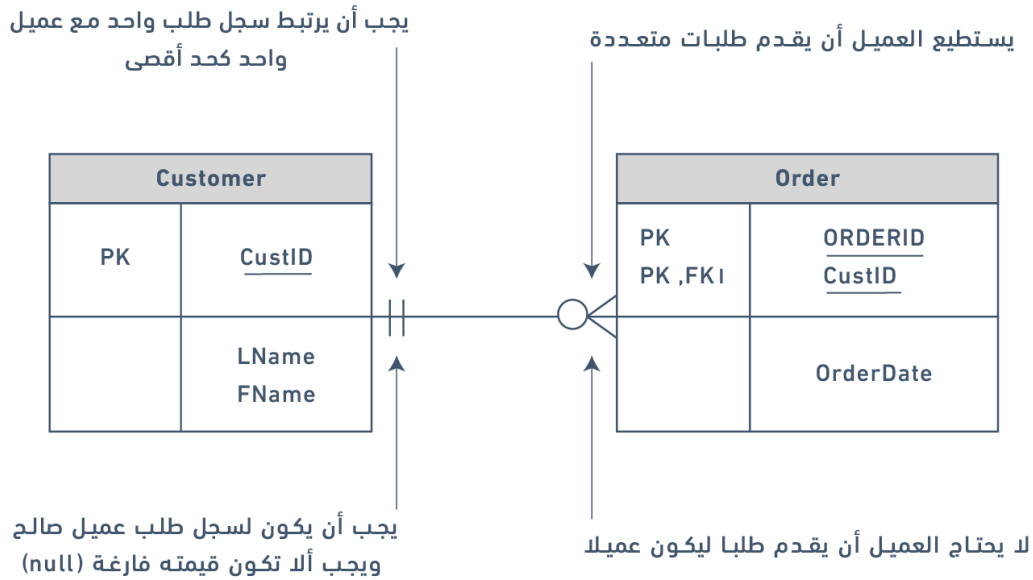 يجب أن يرتبط سجل طلب واحد مع عميل
واحد كحد أقصى
يستطيع العميل أن يقدم طلبات متعددة
Customer
PK
CustID
LName
FName
Order
PK
ORDERID
PK ,FK1
CustID
OrderDate
يجب أن يكون لسجل طلب عميل صالح
ويجب ألا تكون قيمته فارغة (null)
لا يحتاج العميل أن يقدم طلبا ليكون عميلا